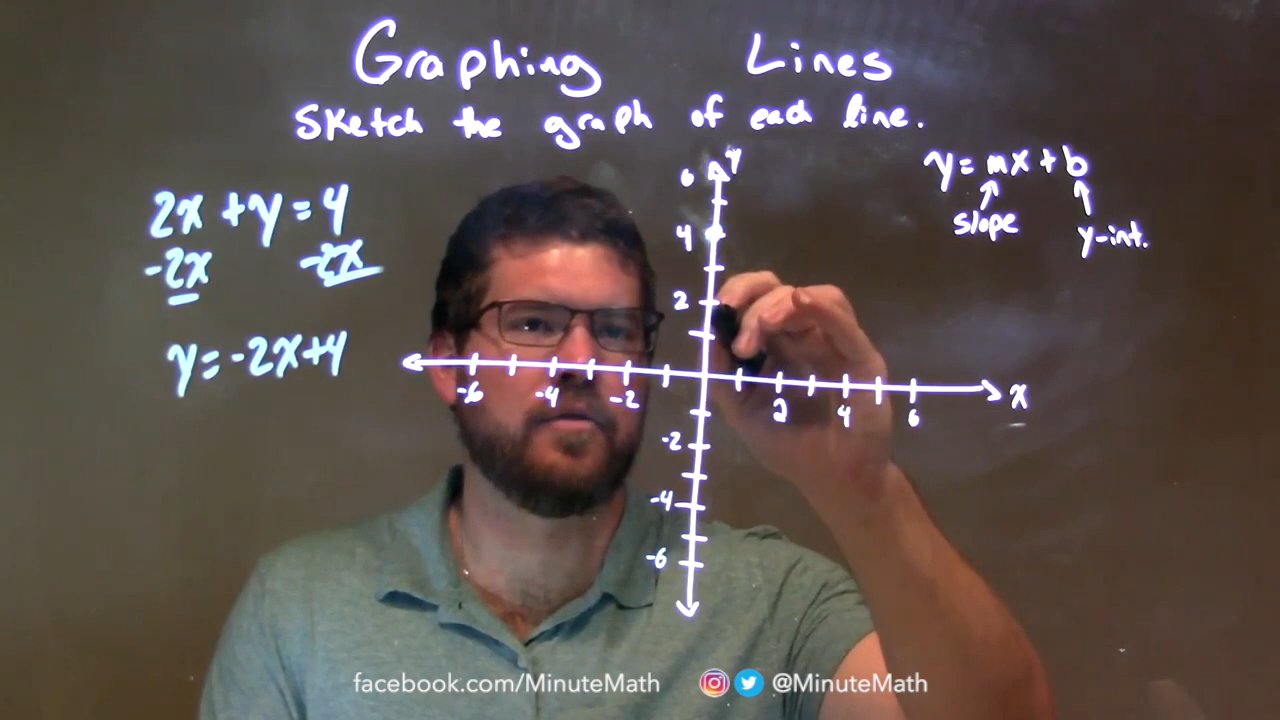 Graphing Lines
Sketch the graph of each line.
2x + y = 4
-2x -2x
y = -2x + 4
y = mx + b
slope y-int.
y
6
4
2
-6 -4 -2 2 4 6 x
-2
-4
-6
facebook.com/MinuteMath @MinuteMath